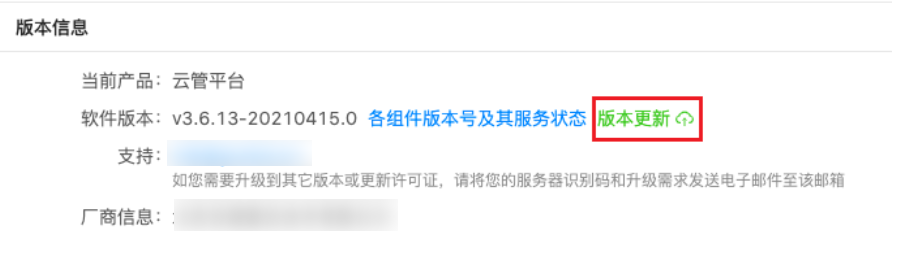 版本信息
当前产品：云管平台
软件版本：v3.6.13-20210415.0 各组件版本号及其服务状态 版本更新
支持：
如您需要升级到其它版本或更新许可证，请将您的服务器识别码和升级需求发送电子邮件至该邮箱
厂商信息：